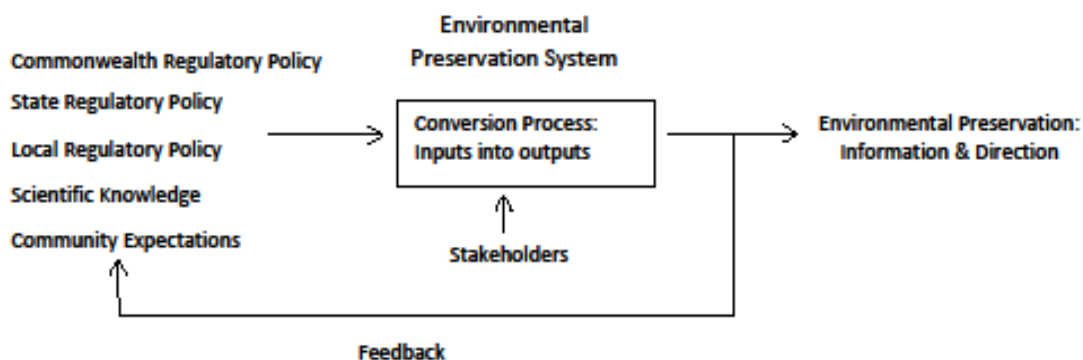 Environmental
Preservation System
Commonwealth Regulatory Policy
State Regulatory Policy
Local Regulatory Policy
Scientific Knowledge
Community Expectations
Conversion Process:
Inputs into outputs
Stakeholders
Environmental Preservation:
Information & Direction
Feedback